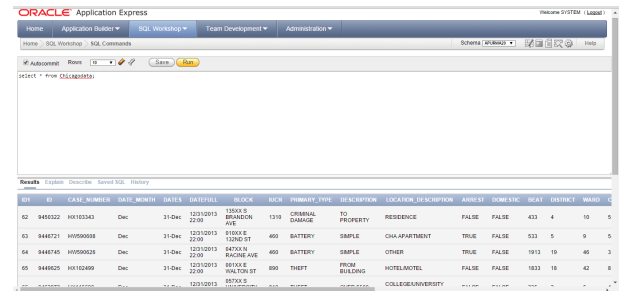 ORACLE Application Express
Welcome SYSTEM (Logout)
Home Application Builder SQL Workshop Team Development Administration
Home SQL Workshop SQL Commands Schema Help
Autocommit Rows 10 Save Run
select * from Chicagodata;
Results Explain Describe Saved SQL History
ID1 ID CASE_NUMBER DATE_MONTH DATES DATEFULL BLOCK IUCR PRIMARY_TYPE DESCRIPTION LOCATION_DESCRIPTION ARREST DOMESTIC BEAT DISTRICT WARD
62 9450322 HX103343 Dec 31-Dec 12/31/2013 22:00 135XX S BRANDON AVE 1310 CRIMINAL DAMAGE TO PROPERTY RESIDENCE FALSE FALSE 433 4 10
63 9446721 HW590608 Dec 31-Dec 12/31/2013 22:00 010XX E 132ND ST 460 BATTERY SIMPLE CHA APARTMENT TRUE FALSE 533 5 9
64 9446745 HW590626 Dec 31-Dec 12/31/2013 22:00 047XX N RACINE AVE 460 BATTERY SIMPLE OTHER TRUE FALSE 1913 19 46
65 9449625 HX102499 Dec 31-Dec 12/31/2013 22:00 001XX E WALTON ST 890 THEFT FROM BUILDING HOTEL/MOTEL FALSE FALSE 1833 18 42
057XX S COLLEGE/UNIVERSITY